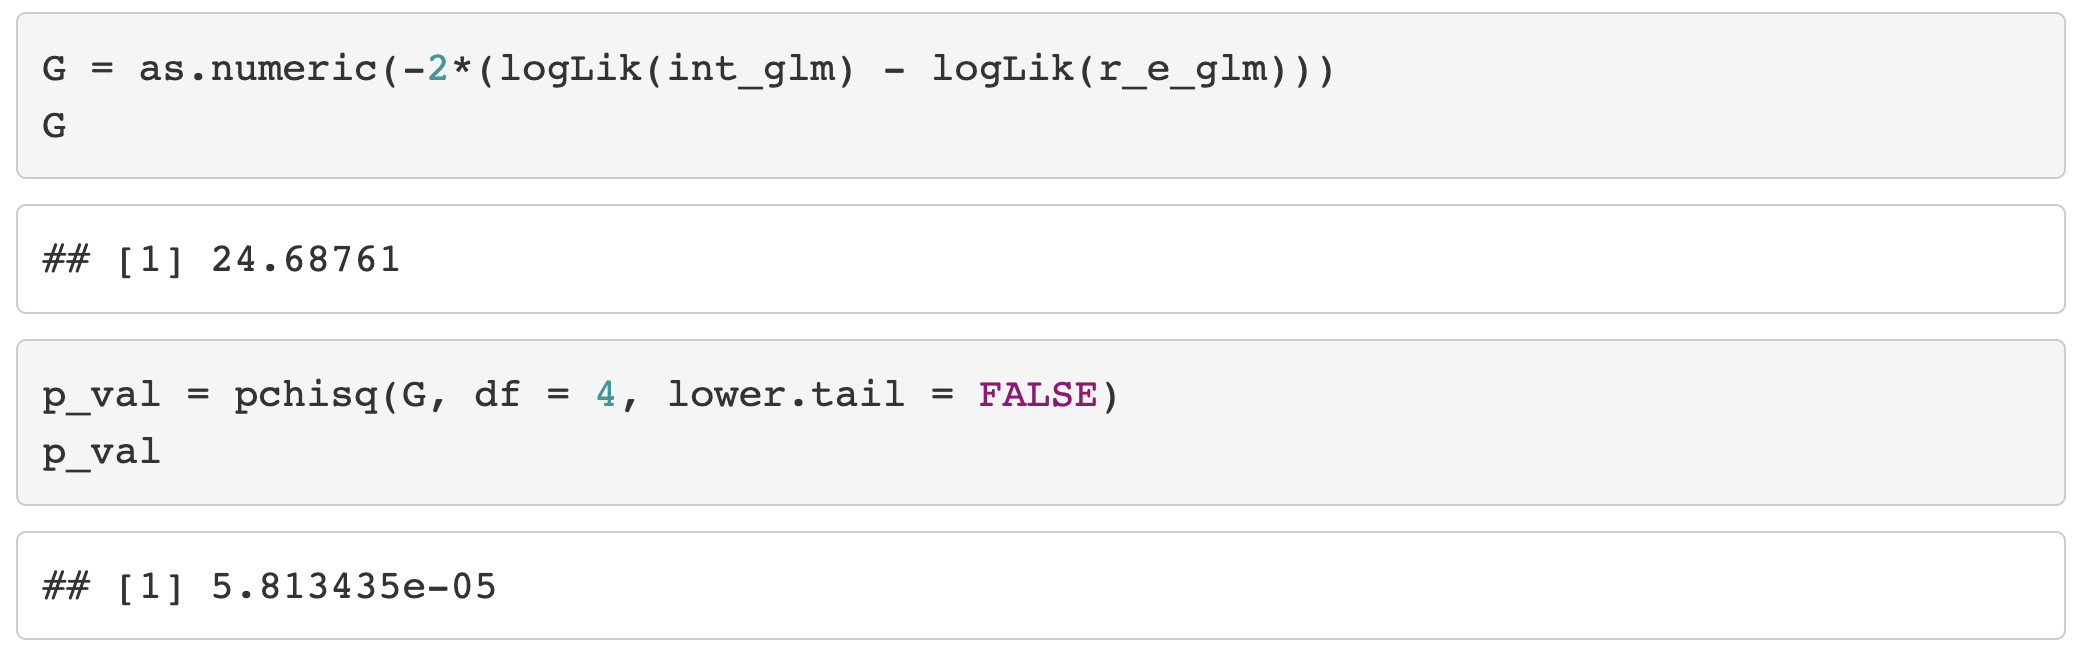 G = as.numeric(-2*(logLik(int_glm) - logLik(r_e_glm)))
G
## [1] 24.68761
p_val = pchisq(G, df = 4, lower.tail = FALSE)
p_val
## [1] 5.813435e-05